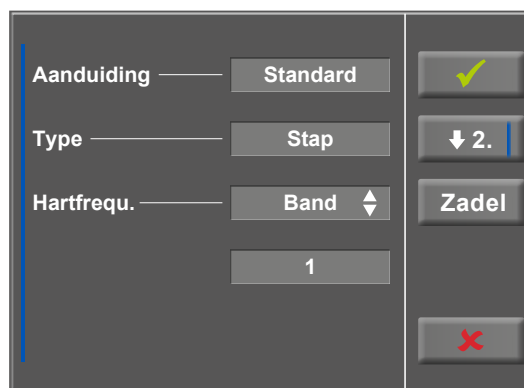 Aanduiding Standard
Type Stap
Hartfrequ. Band
1
2.
Zadel